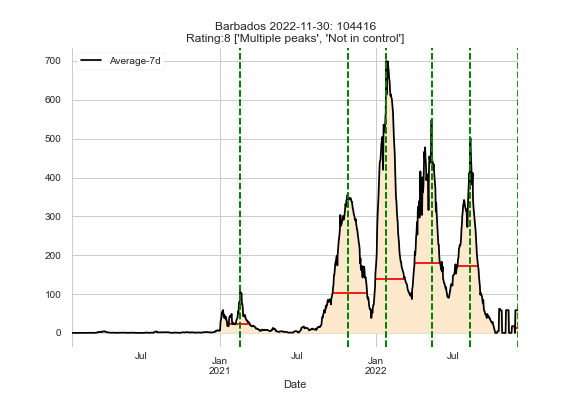 Barbados 2022-11-30: 104416
Rating:8 ['Multiple peaks', 'Not in control']
Average-7d
700
600
500
400
300
200
100
0
Jul
Jan
2021
Jul
Jan
2022
Jul
Date